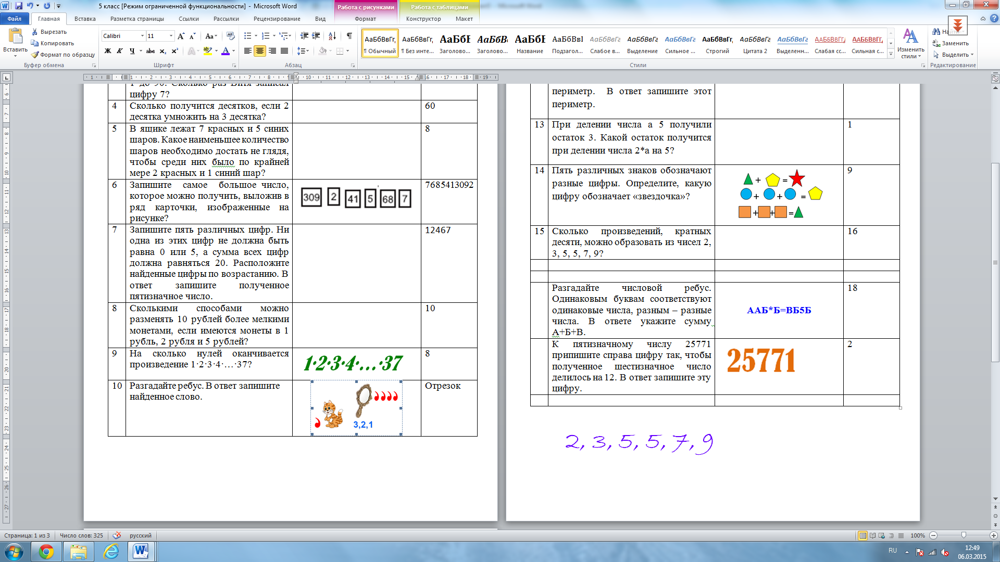 5 класс [Режим ограниченной функциональности] - Microsoft Word
Работа с рисунками
Работа с таблицами
Файл
Главная
Вставка
Разметка страницы
Ссылки
Рассылки
Рецензирование
Вид
Формат
Конструктор
Макет
Вставить
Вырезать
Копировать
Формат по образцу
Буфер обмена
Calibri
11
Шрифт
Абзац
АаБбВвГг,
¶ Обычный
АаБбВвГг,
¶ Без инте...
АаБбЕ
Заголово...
АаБбВв
Заголово...
АаБбЕ
Название
АаБбВвІ
Подзагол...
АаБбВвГг
Слабое в...
АаБбВвГг
Выделение
АаБбВвГг
Сильное ...
АаБбВвГг,
Строгий
АаБбВвГг
Цитата 2
АаБбВвГг
Выделенн...
ААББВВГГ,
Слабая сс...
ААББВВГГ,
Сильная с...
Стили
Изменить стили
Заменить
Выделить
Редактирование
1 до 90. Сколько раз Витя записал
цифру 7?
4 Сколько получится десятков, если 2
десятка умножить на 3 десятка?
60
5 В ящике лежат 7 красных и 5 синих
шаров. Какое наименьшее количество
шаров необходимо достать не глядя,
чтобы среди них было по крайней
мере 2 красных и 1 синий шар?
8
6 Запишите самое большое число,
которое можно получить, выложив в
ряд карточки, изображенные на
рисунке?
309 2 41 5 68 7
7685413092
7 Запишите пять различных цифр. Ни
одна из этих цифр не должна быть
равна 0 или 5, а сумма всех цифр
должна равняться 20. Расположите
найденные цифры по возрастанию. В
ответ запишите полученное
пятизначное число.
12467
8 Сколькими способами можно
разменять 10 рублей более мелкими
монетами, если имеются монеты в 1
рубль, 2 рубля и 5 рублей?
10
9 На сколько нулей оканчивается
произведение 1·2·3·4·…·37?
1·2·3·4·...·37
8
10 Разгадайте ребус. В ответ запишите
найденное слово.
3,2,1
Отрезок
периметр. В ответ запишите этот
периметр.
13 При делении числа а 5 получили
остаток 3. Какой остаток получится
при делении числа 2*а на 5?
1
14 Пять различных знаков обозначают
разные цифры. Определите, какую
цифру обозначает «звездочка»?
+ =
+ + =
+ + =
9
15 Сколько произведений, кратных
десяти, можно образовать из чисел 2,
3, 5, 5, 7, 9?
16
Разгадайте числовой ребус.
Одинаковым буквам соответствуют
одинаковые числа, разным – разные
числа. В ответе укажите сумму
А+Б+В.
ААБ*Б=ВБ5Б
18
К пятизначному числу 25771
припишите справа цифру так, чтобы
полученное шестизначное число
делилось на 12. В ответ запишите эту
цифру.
25771
2
2, 3, 5, 5, 7, 9
Страница: 1 из 3
Число слов: 325
русский
100%
RU
12:49
06.03.2015